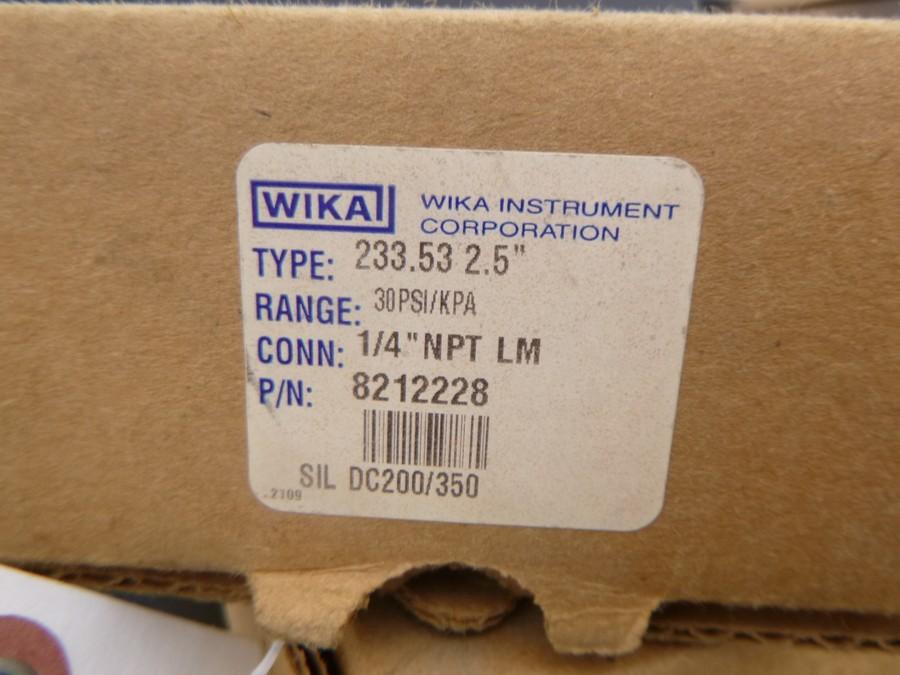 WIKA
WIKA INSTRUMENT
CORPORATION
TYPE: 233.53 2.5"
RANGE: 30PSI/KPA
CONN: 1/4"NPT LM
P/N: 8212228
SIL DC200/350
.2109